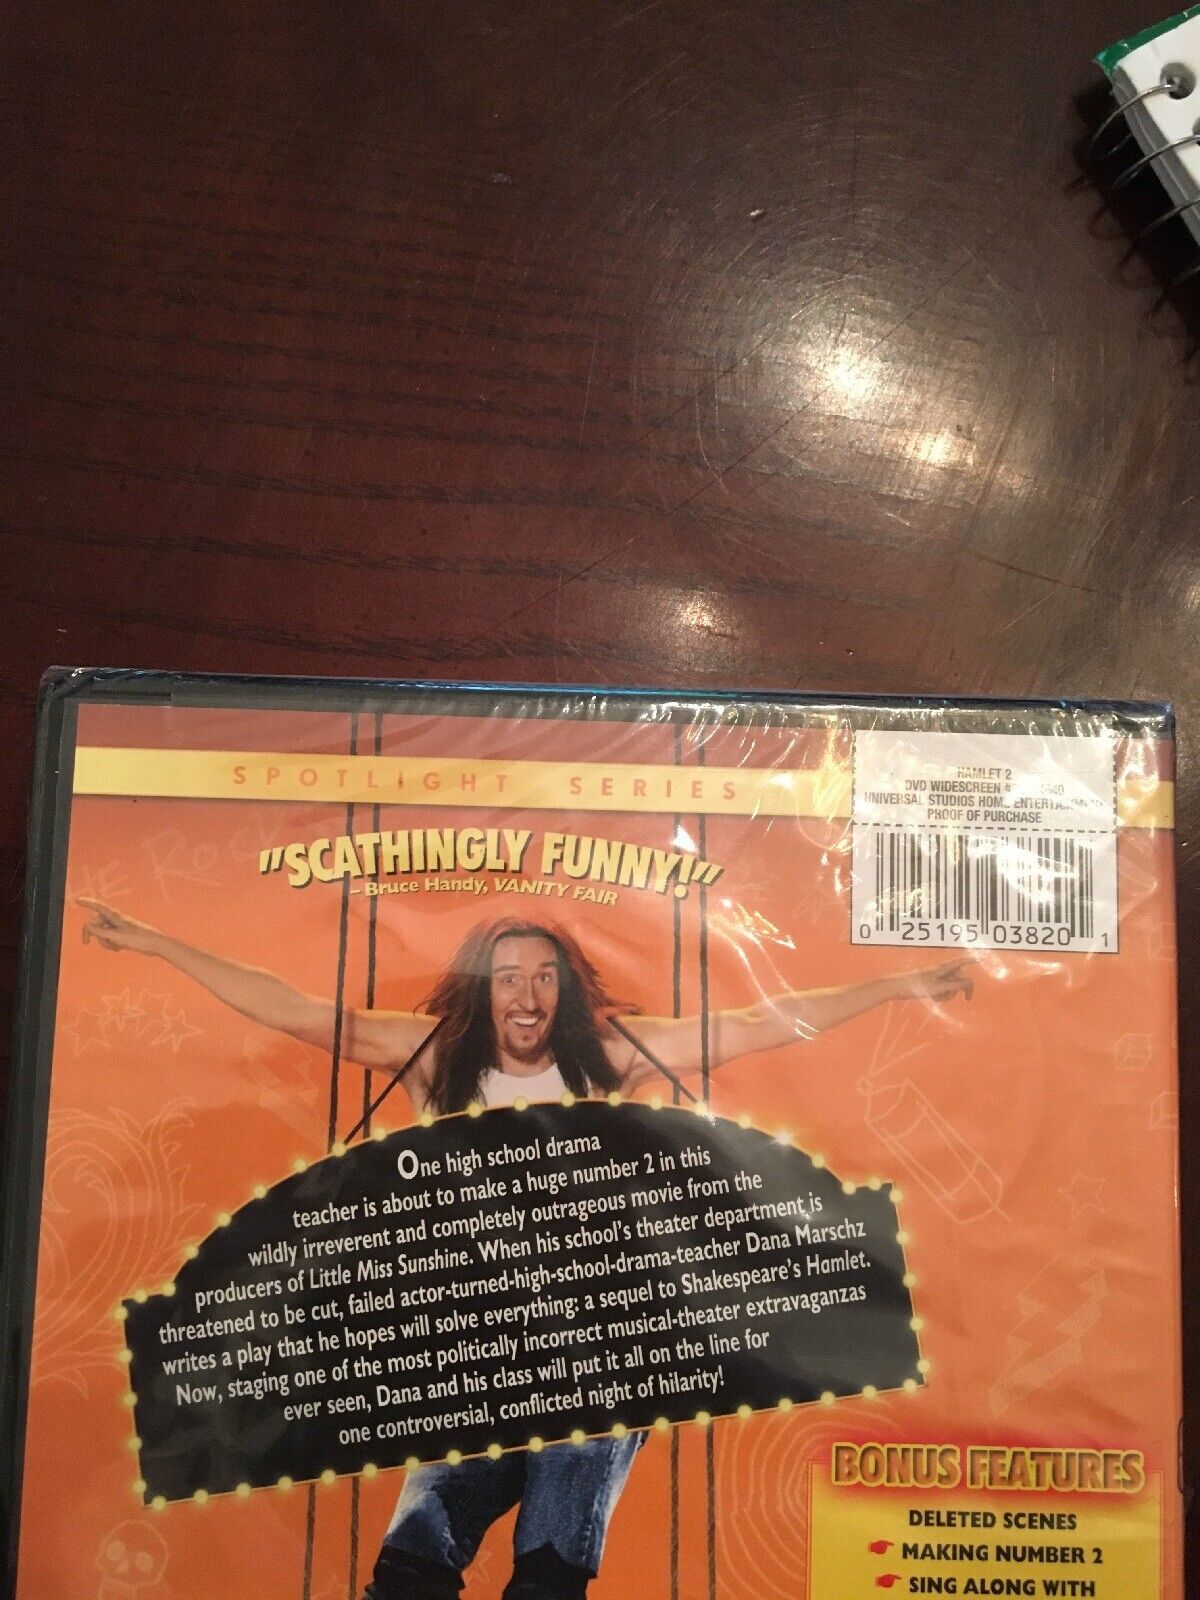 SPOTLIGHT SERIES
HAMLET 2
DVD WIDESCREEN
UNIVERSAL STUDIOS HOME ENTERTAINMENT
PROOF OF PURCHASE
0 25195 03820 1
"SCATHINGLY FUNNY!"
– Bruce Handy, VANITY FAIR
One high school drama
teacher is about to make a huge number 2 in this
wildly irreverent and completely outrageous movie from the
producers of Little Miss Sunshine. When his school's theater department is
threatened to be cut, failed actor-turned-high-school-drama-teacher Dana Marschz
writes a play that he hopes will solve everything: a sequel to Shakespeare's Hamlet.
Now, staging one of the most politically incorrect musical-theater extravaganzas
ever seen, Dana and his class will put it all on the line for
one controversial, conflicted night of hilarity!
BONUS FEATURES
DELETED SCENES
MAKING NUMBER 2
SING ALONG WITH